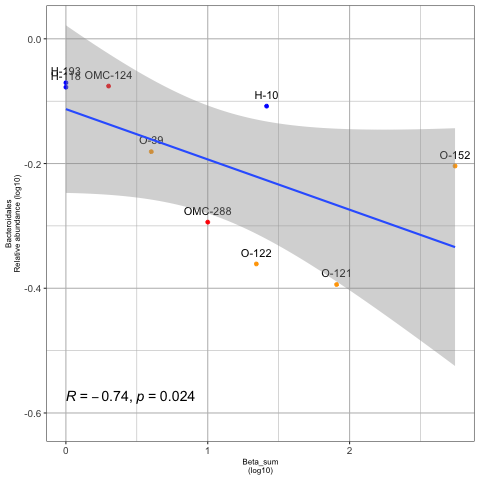 0.0
-0.2
-0.4
-0.6
Bacteroidales
Relative abundance (log10)
H-193
H-118
OMC-124
H-10
O-39
O-152
OMC-288
O-122
O-121
R = −0.74, p = 0.024
0
1
2
Beta_sum
(log10)